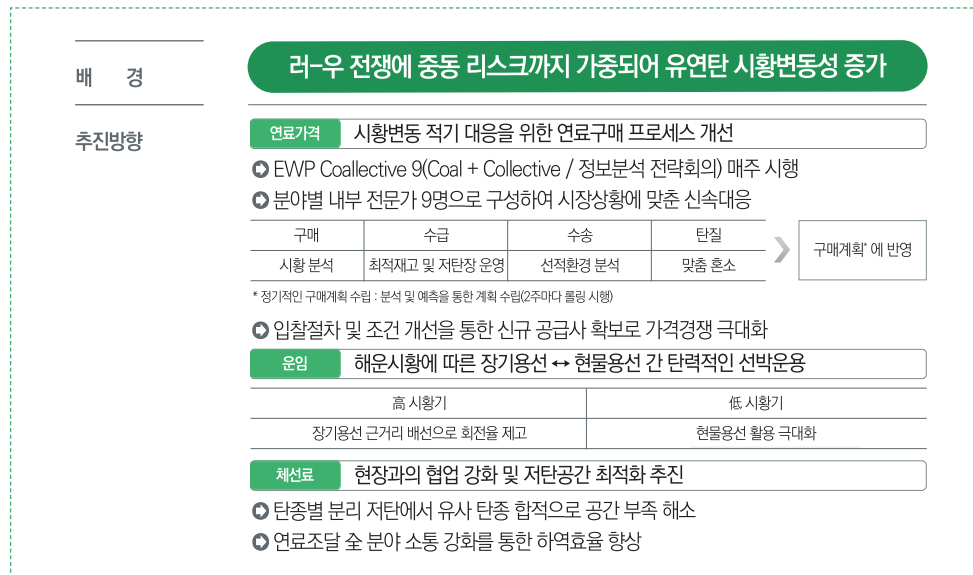 배 경
러-우 전쟁에 중동 리스크까지 가중되어 유연탄 시황변동성 증가
추진방향
연료가격 시황변동 적기 대응을 위한 연료구매 프로세스 개선
EWP Coallective 9(Coal + Collective / 정보분석 전략회의) 매주 시행
분야별 내부 전문가 9명으로 구성하여 시장상황에 맞춘 신속대응
구매 수급 수송 탄질
시황 분석 최적재고 및 저탄장 운영 선적환경 분석 맞춤 혼소
구매계획* 에 반영
* 정기적인 구매계획 수립 : 분석 및 예측을 통한 계획 수립(2주마다 롤링 시행)
입찰절차 및 조건 개선을 통한 신규 공급사 확보로 가격경쟁 극대화
운임 해운시황에 따른 장기용선 ↔ 현물용선 간 탄력적인 선박운용
高 시황기 低 시황기
장기용선 근거리 배선으로 회전율 제고 현물용선 활용 극대화
체선료 현장과의 협업 강화 및 저탄공간 최적화 추진
탄종별 분리 저탄에서 유사 탄종 합적으로 공간 부족 해소
연료조달 全 분야 소통 강화를 통한 하역효율 향상